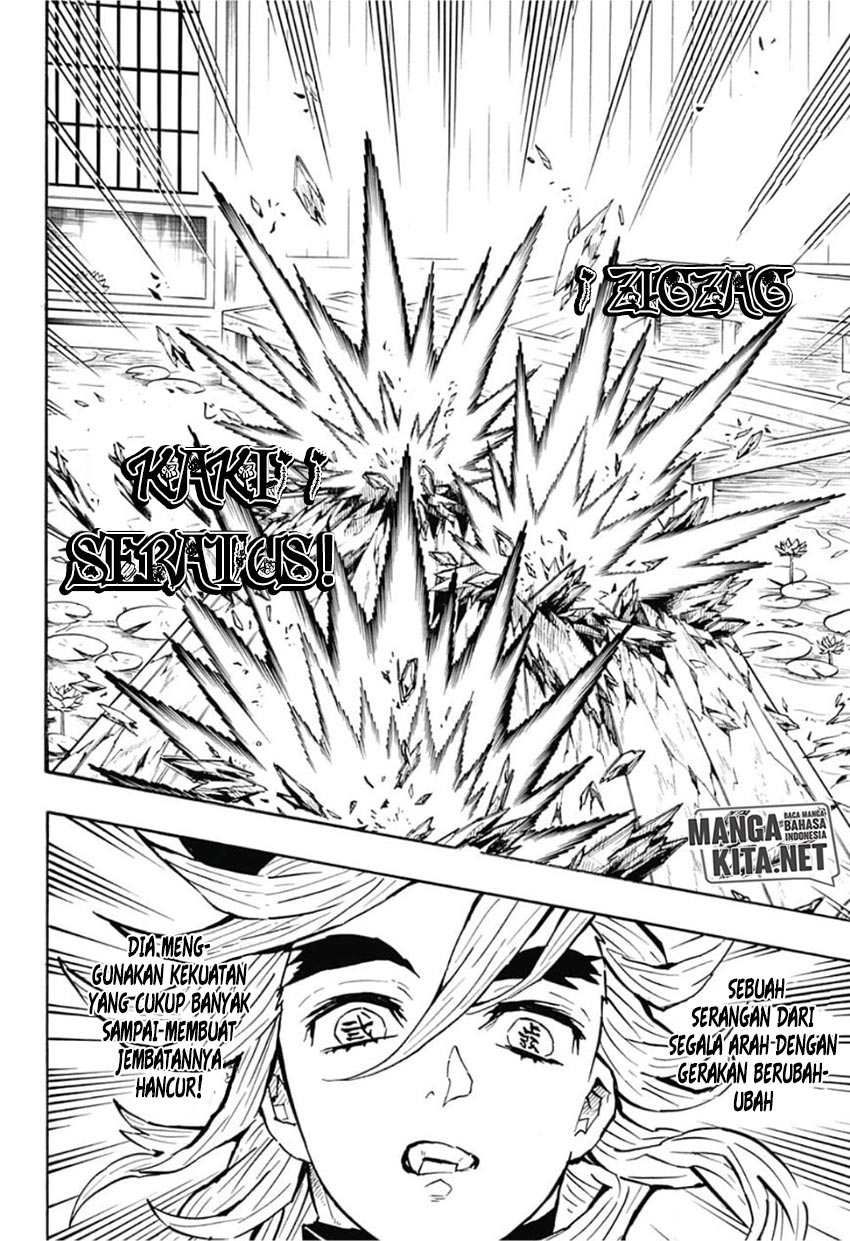 ¡ ZIGZAG
KAKI ¡
SERATUS!
MANGA
BACA MANGA
BAHASA
INDONESIA
KITA.NET
SEBUAH
SERANGAN DARI
SEGALA ARAH DENGAN
GERAKAN BERUBAH-
UBAH
DIA MENG-
GUNAKAN KEKUATAN
YANG CUKUP BANYAK
SAMPAI MEMBUAT
JEMBATANNYA
HANCUR!